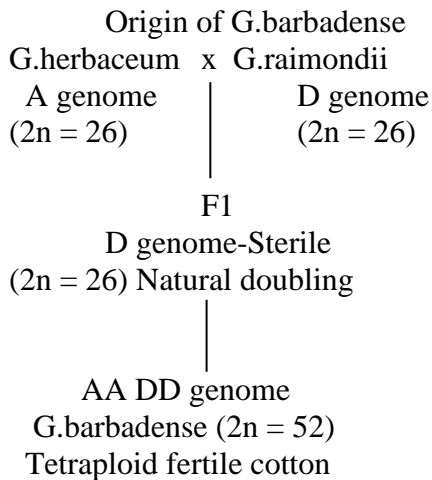 Origin of G.barbadense
G.herbaceum x G.raimondii
A genome D genome
(2n = 26) (2n = 26)
F1
D genome-Sterile
(2n = 26) Natural doubling
AA DD genome
G.barbadense (2n = 52)
Tetraploid fertile cotton